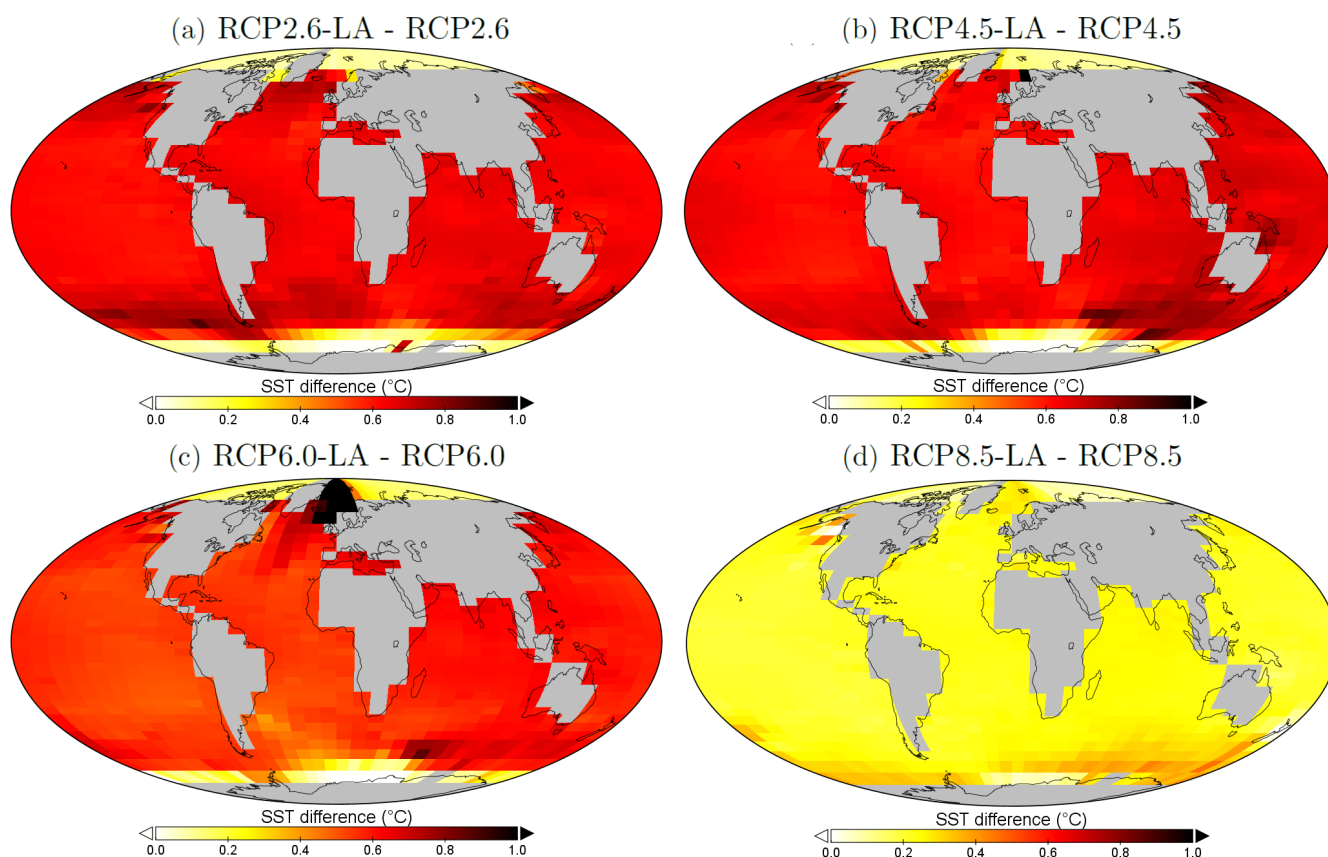 (a) RCP2.6-LA - RCP2.6
(b) RCP4.5-LA - RCP4.5
SST difference (°C)
0.0 0.2 0.4 0.6 0.8 1.0
SST difference (°C)
0.0 0.2 0.4 0.6 0.8 1.0
(c) RCP6.0-LA - RCP6.0
(d) RCP8.5-LA - RCP8.5
SST difference (°C)
0.0 0.2 0.4 0.6 0.8 1.0
SST difference (°C)
0.0 0.2 0.4 0.6 0.8 1.0